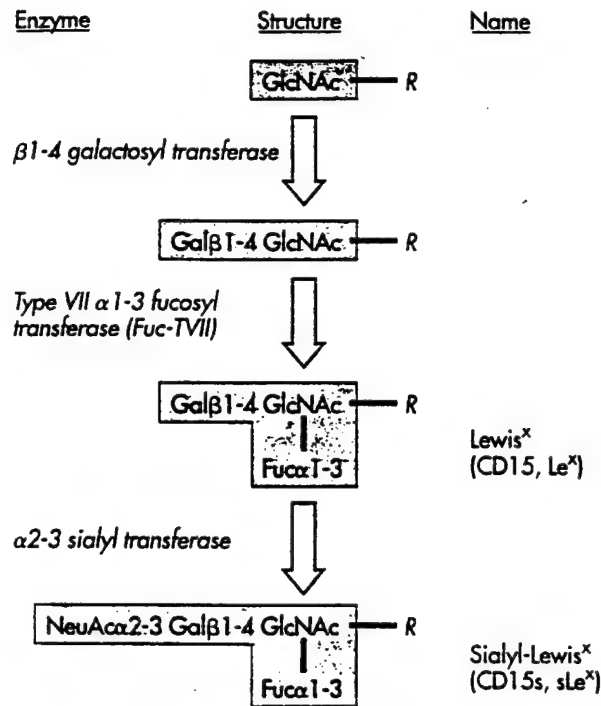 Enzyme Structure Name
GlcNAc R
β1-4 galactosyl transferase
Galβ1-4 GlcNAc R
Type VII α1-3 fucosyl
transferase (Fuc-TVII)
Galβ1-4 GlcNAc R
Fucα1-3
Lewisˣ
(CD15, Leˣ)
α2-3 sialyl transferase
NeuAcα2-3 Galβ1-4 GlcNAc R
Fucα1-3
Sialyl-Lewisˣ
(CD15s, sLeˣ)